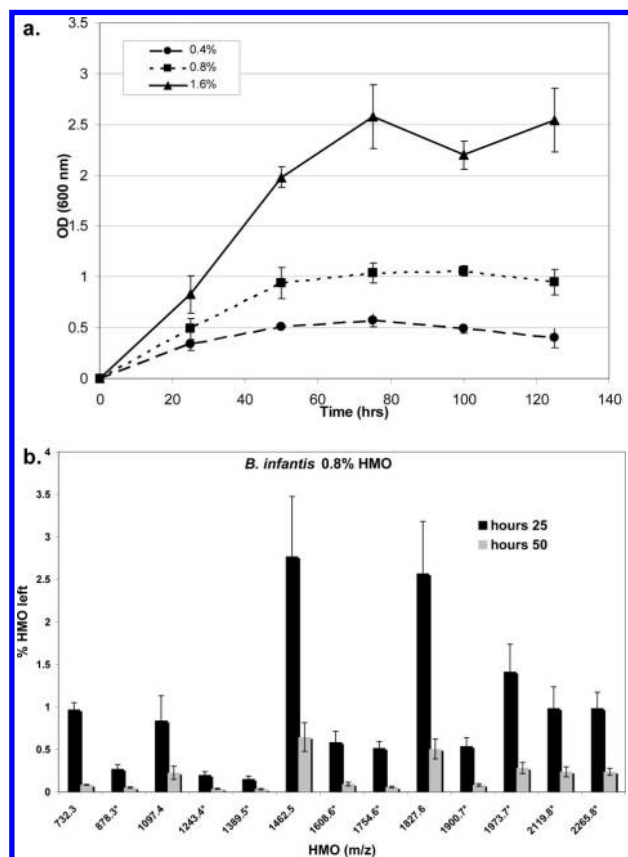 a.
0.4%
0.8%
1.6%
3.5
3
2.5
2
1.5
1
0.5
0
OD (600 nm)
0 20 40 60 80 100 120 140
Time (hrs)
b.
B. infantis 0.8% HMO
hours 25
hours 50
4
3.5
3
2.5
2
1.5
1
0.5
0
% HMO left
732.3 878.3* 1097.4 1243.4* 1389.5* 1462.5 1608.6* 1754.6* 1827.6 1900.7* 1973.7* 2119.8* 2265.8*
HMO (m/z)